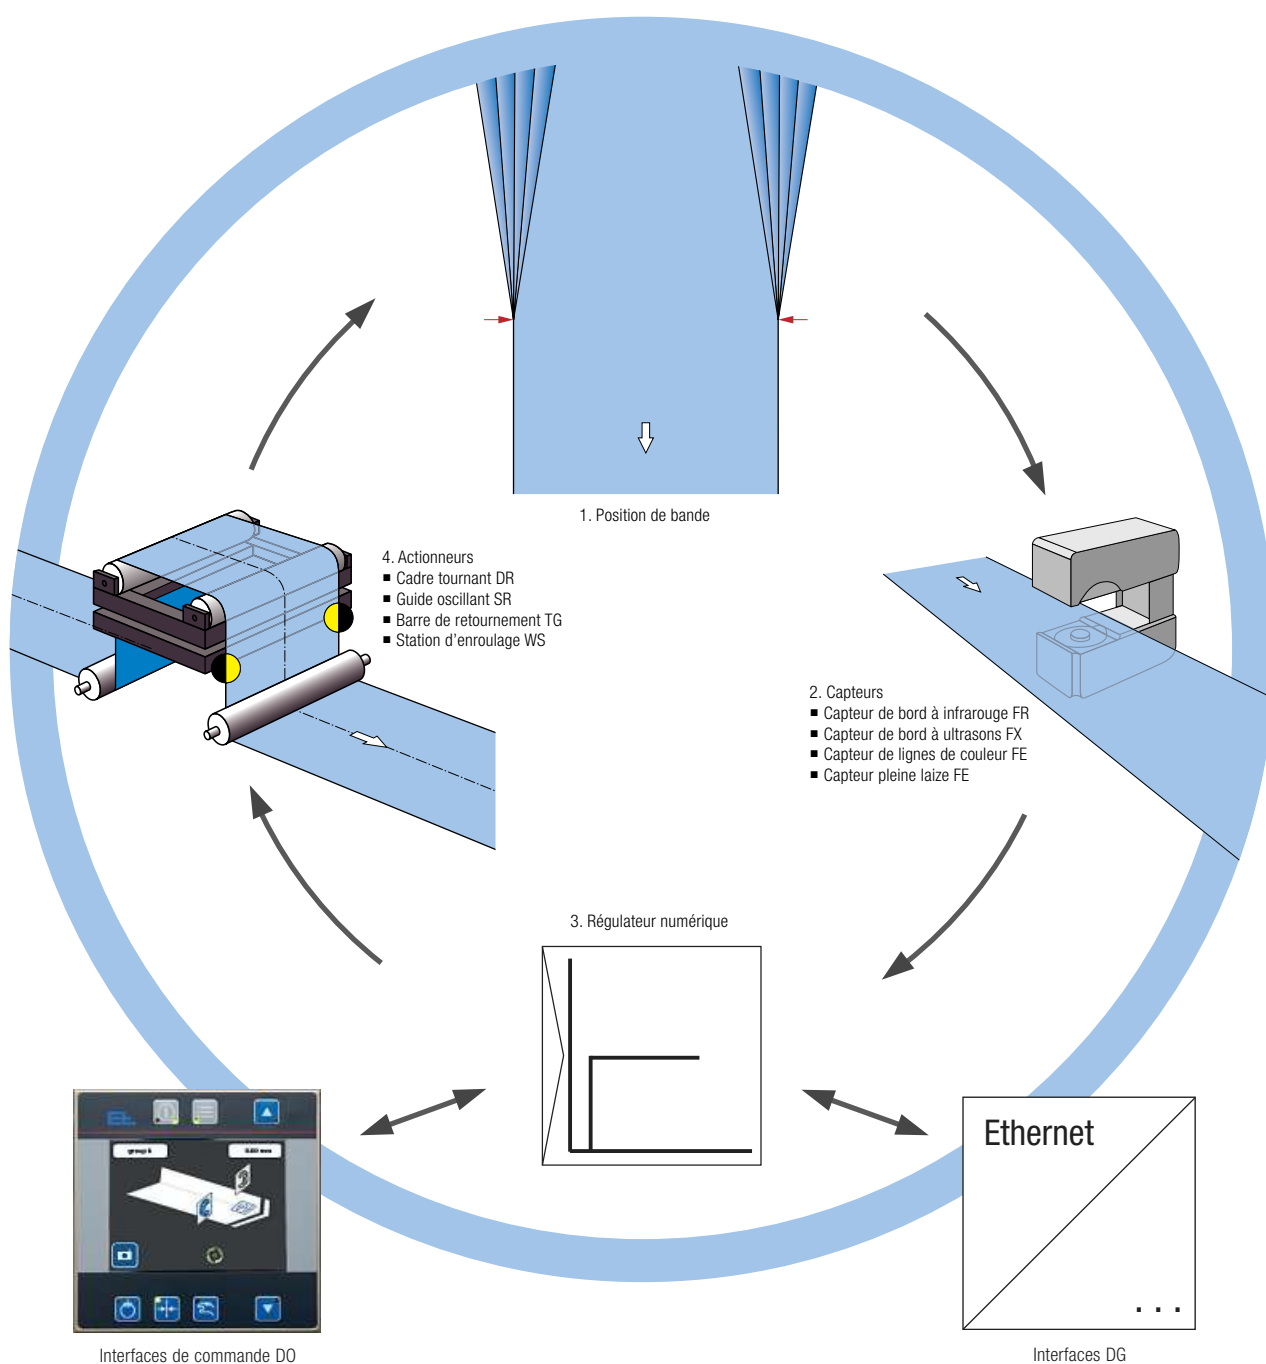 1. Position de bande
4. Actionneurs
■ Cadre tournant DR
■ Guide oscillant SR
■ Barre de retournement TG
■ Station d'enroulage WS
2. Capteurs
■ Capteur de bord à infrarouge FR
■ Capteur de bord à ultrasons FX
■ Capteur de lignes de couleur FE
■ Capteur pleine laize FE
3. Régulateur numérique
Ethernet
. . .
Interfaces de commande DO
Interfaces DG